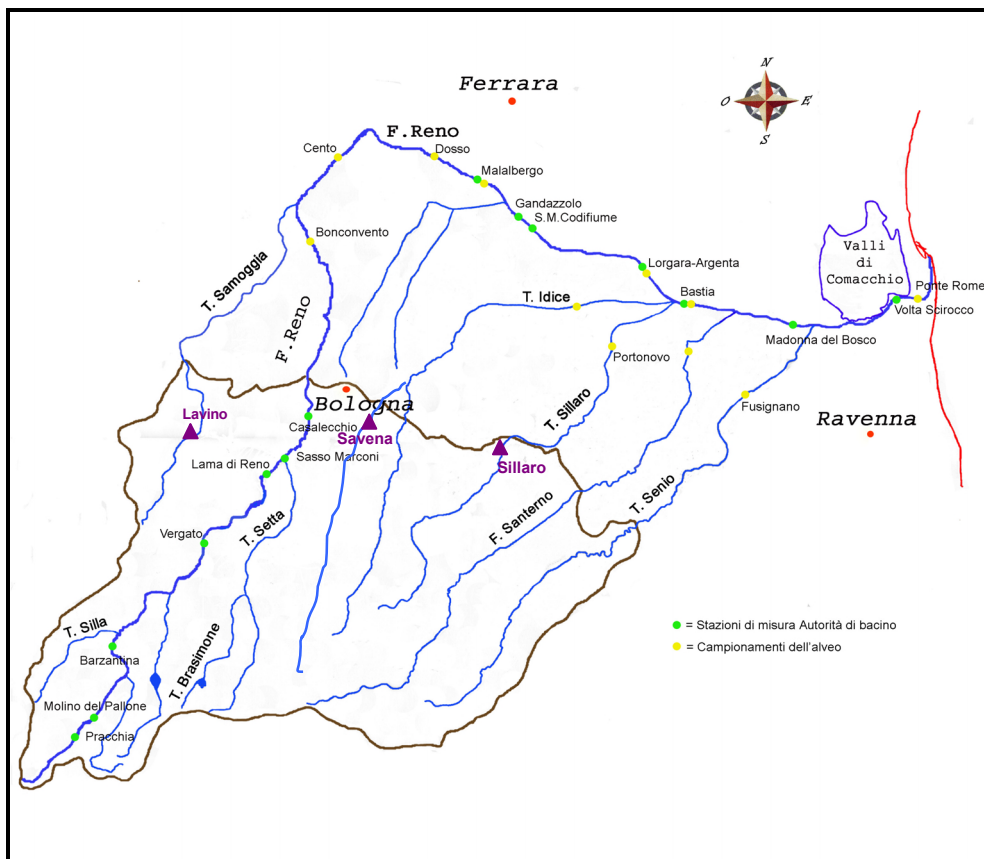 N
Ferrara
O
E
S
F.Reno
Cento
Dosso
Malalbergo
Gandazzolo
S.M.Codifiume
Bonconvento
T. Samoggia
Valli
di
Comacchio
Lorgara-Argenta
Ponte Rome
Bastia
T. Idice
Volta Scirocco
F.Reno
Madonna del Bosco
Portonovo
Bologna
T. Sillaro
Fusignano
Lavino
Casalecchio
Savena
Ravenna
Sasso Marconi
Lama di Reno
Sillaro
T. Setta
F. Santerno
T. Senio
Vergato
T. Silla
= Stazioni di misura Autorità di bacino
Barzantina
= Campionamenti dell'alveo
T. Brasimone
Molino del Pallone
Pracchia